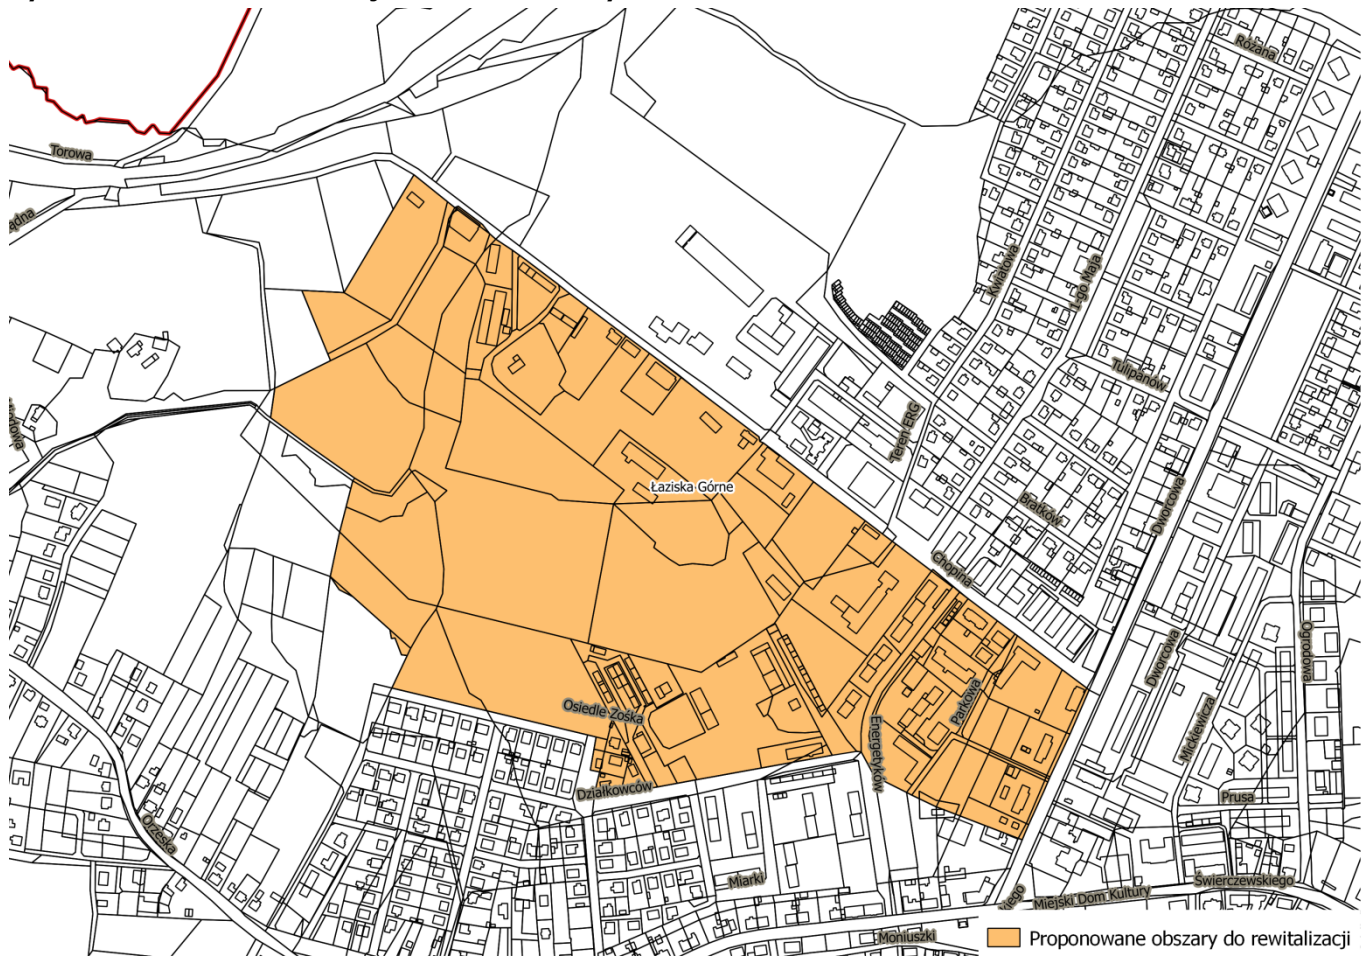 Różana
Torowa
ądna
Kwiatowa
1-go Maja
Tulipanów
Teren-ERG
Łaziska Górne
Bratków
Dworcowa
Chopina
Ogrodowa
Dworcowa
Parkowa
Mickiewicza
Osiedle Zośka
Energetyków
Działkowców
Prusa
Orzeska
Miarki
Świerczewskiego
kiego
Miejski Dom Kultury
Moniuszki
Proponowane obszary do rewitalizacji